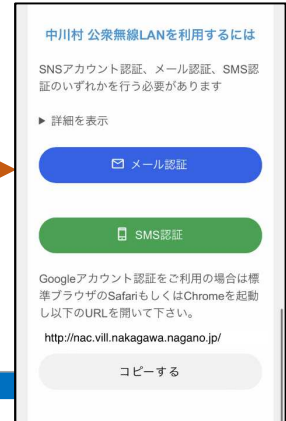 中川村 公衆無線LANを利用するには
SNSアカウント認証、メール認証、SMS認
証のいずれかを行う必要があります
▶ 詳細を表示
メール認証
SMS認証
Googleアカウント認証をご利用の場合は標
準ブラウザのSafariもしくはChromeを起動
し以下のURLを開いて下さい。
http://nac.vill.nakagawa.nagano.jp/
コピーする